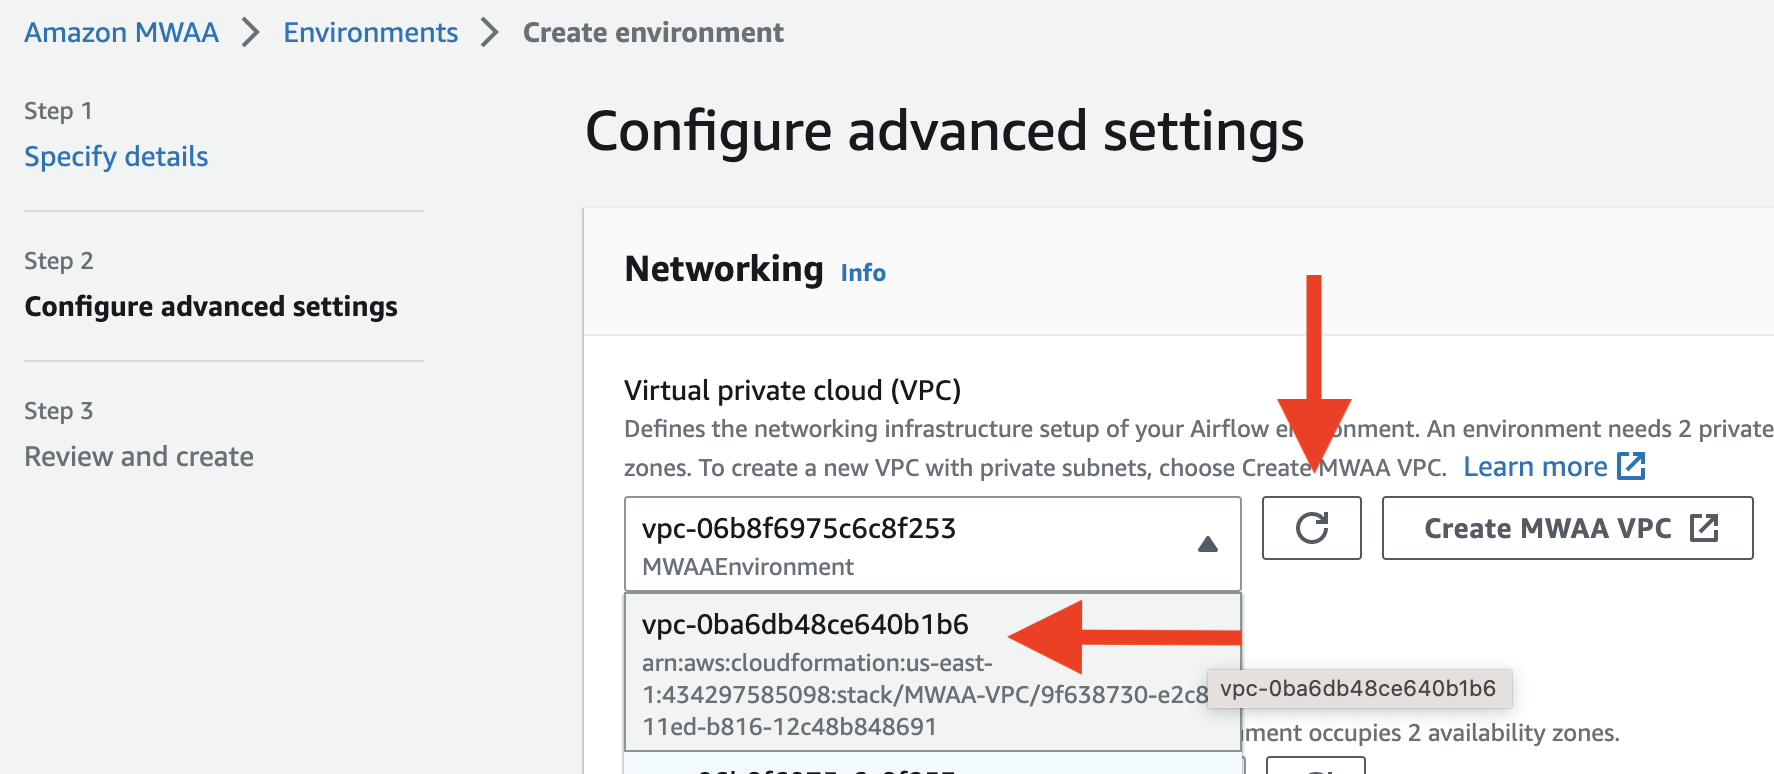 Amazon MWAA > Environments > Create environment
Step 1
Specify details
Step 2
Configure advanced settings
Step 3
Review and create
Configure advanced settings
Networking Info
Virtual private cloud (VPC)
Defines the networking infrastructure setup of your Airflow environment. An environment needs 2 private
zones. To create a new VPC with private subnets, choose Create MWAA VPC. Learn more
vpc-06b8f6975c6c8f253
MWAAEnvironment
Create MWAA VPC
vpc-0ba6db48ce640b1b6
arn:aws:cloudformation:us-east-
1:434297585098:stack/MWAA-VPC/9f638730-e2c8
11ed-b816-12c48b848691
vpc-0ba6db48ce640b1b6
nment occupies 2 availability zones.